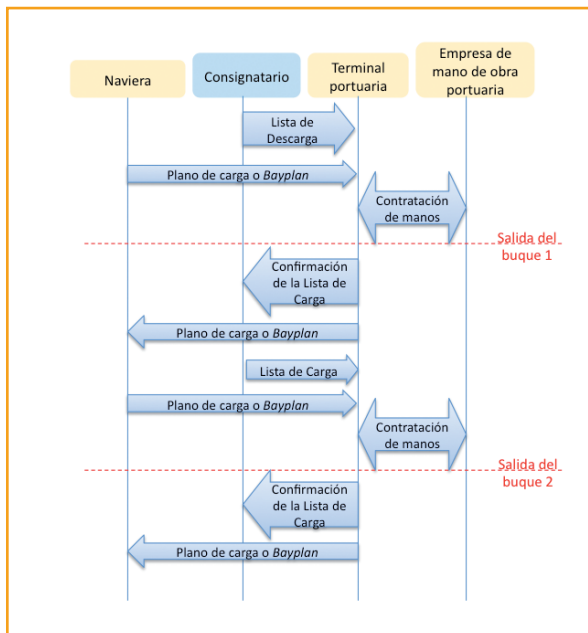 Naviera
Consignatario
Terminal
portuaria
Empresa de
mano de obra
portuaria
Lista de
Descarga
Plano de carga o Bayplan
Contratación
de manos
Salida del
buque 1
Confirmación
de la Lista de
Carga
Plano de carga o Bayplan
Lista de Carga
Plano de carga o Bayplan
Contratación
de manos
Salida del
buque 2
Confirmación
de la Lista de
Carga
Plano de carga o Bayplan